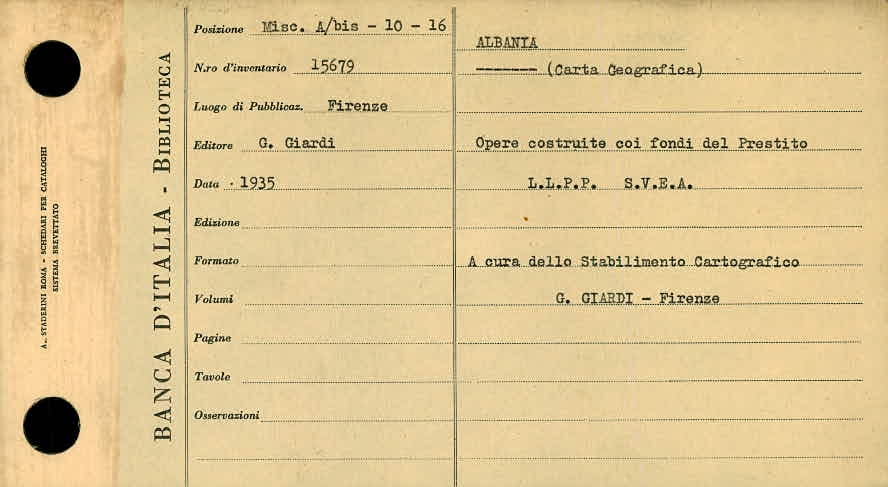 A. STADERINI ROMA - SCHEDARI PER CATALOGHI
SISTEMA BREVETTATO
BANCA D'ITALIA - BIBLIOTECA
Posizione Misc. A/bis - 10 - 16
N.ro d'inventario 15679
Luogo di Pubblicaz. Firenze
Editore G. Giardi
Data 1935
Edizione
Formato
Volumi
Pagine
Tavole
Osservazioni
ALBANIA
------- (Carta Geografica)
Opere costruite coi fondi del Prestito
L.L.P.P. S.V.E.A.
A cura dello Stabilimento Cartografico
G. GIARDI - Firenze